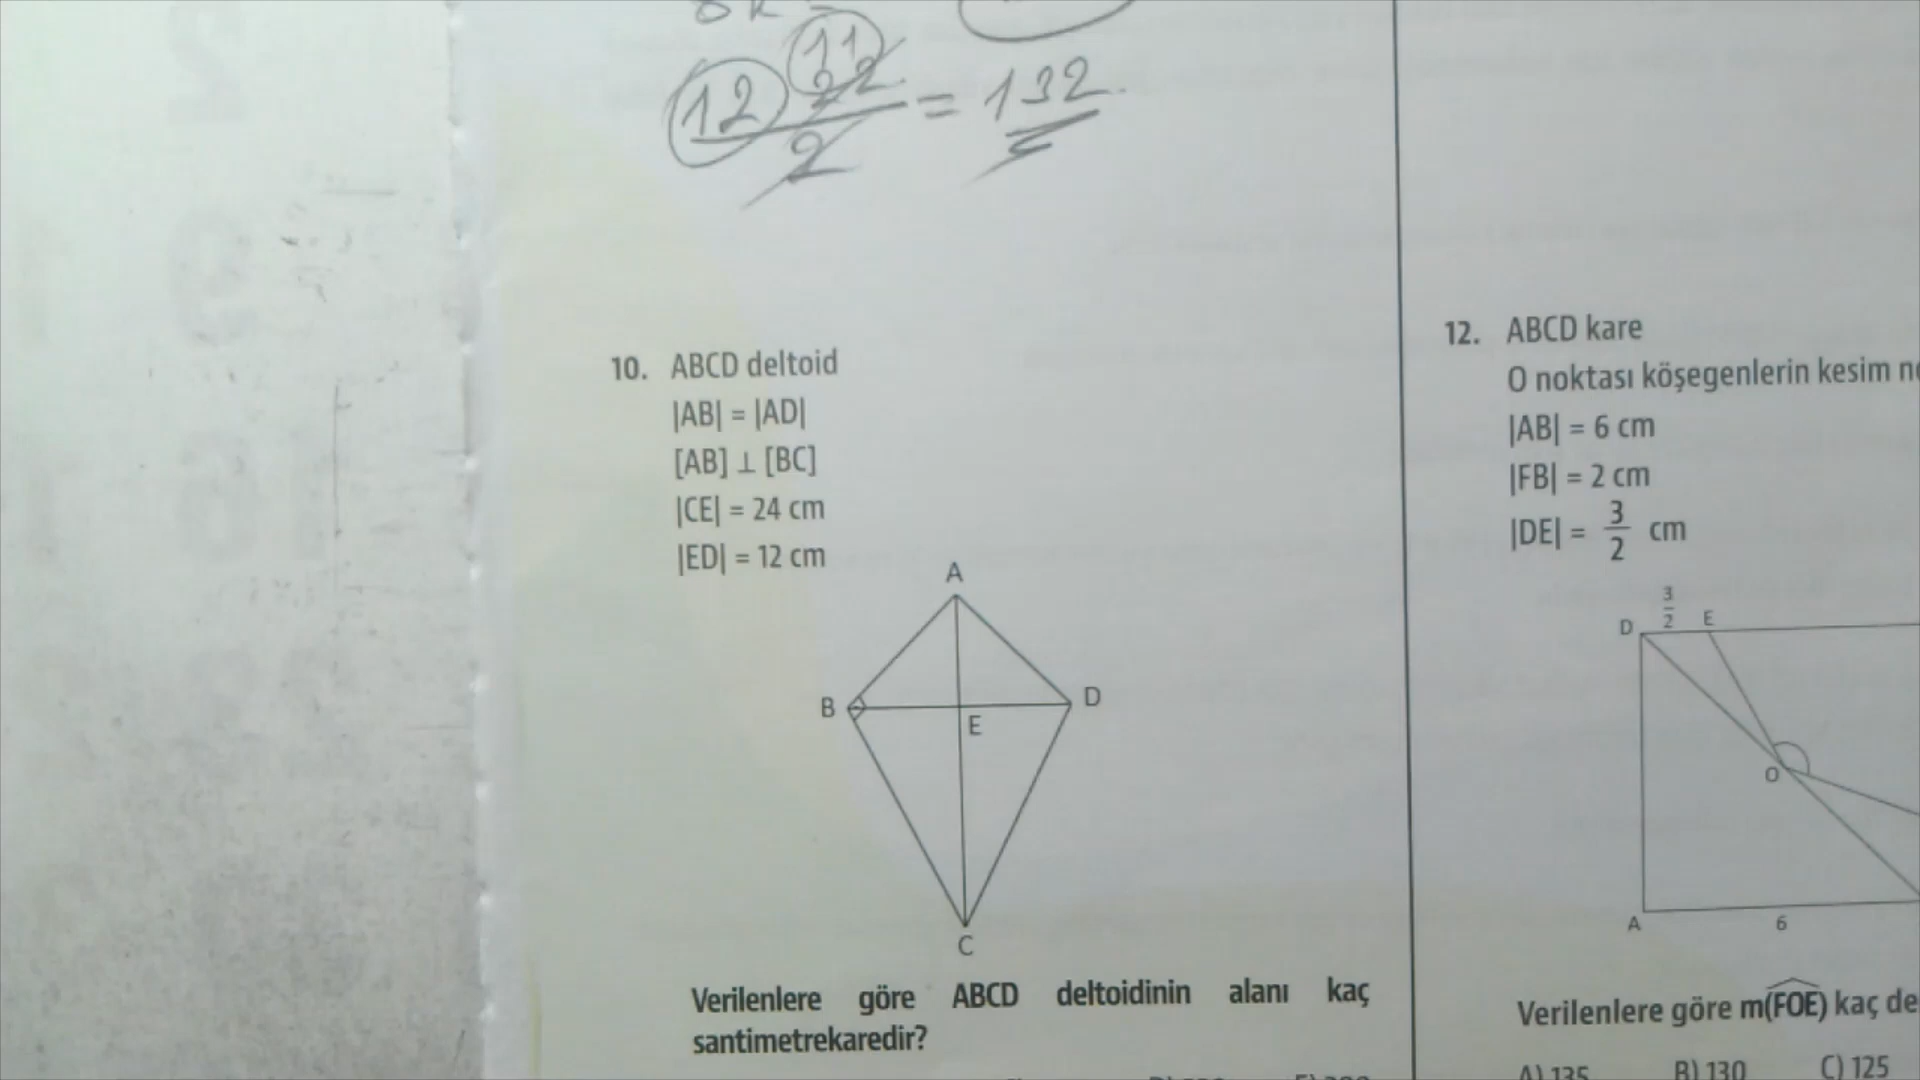 11
12 22
2
= 132
10. ABCD deltoid
|AB| = |AD|
[AB] ⊥ [BC]
|CE| = 24 cm
|ED| = 12 cm
A
B
D
E
C
Verilenlere göre ABCD deltoidinin alanı kaç
santimetrekaredir?
12. ABCD kare
O noktası köşegenlerin kesim
|AB| = 6 cm
|FB| = 2 cm
|DE| = 3/2 cm
3/2
D E
O
A 6
Verilenlere göre m(FOE) kaç de
A) 135 B) 130 C) 125